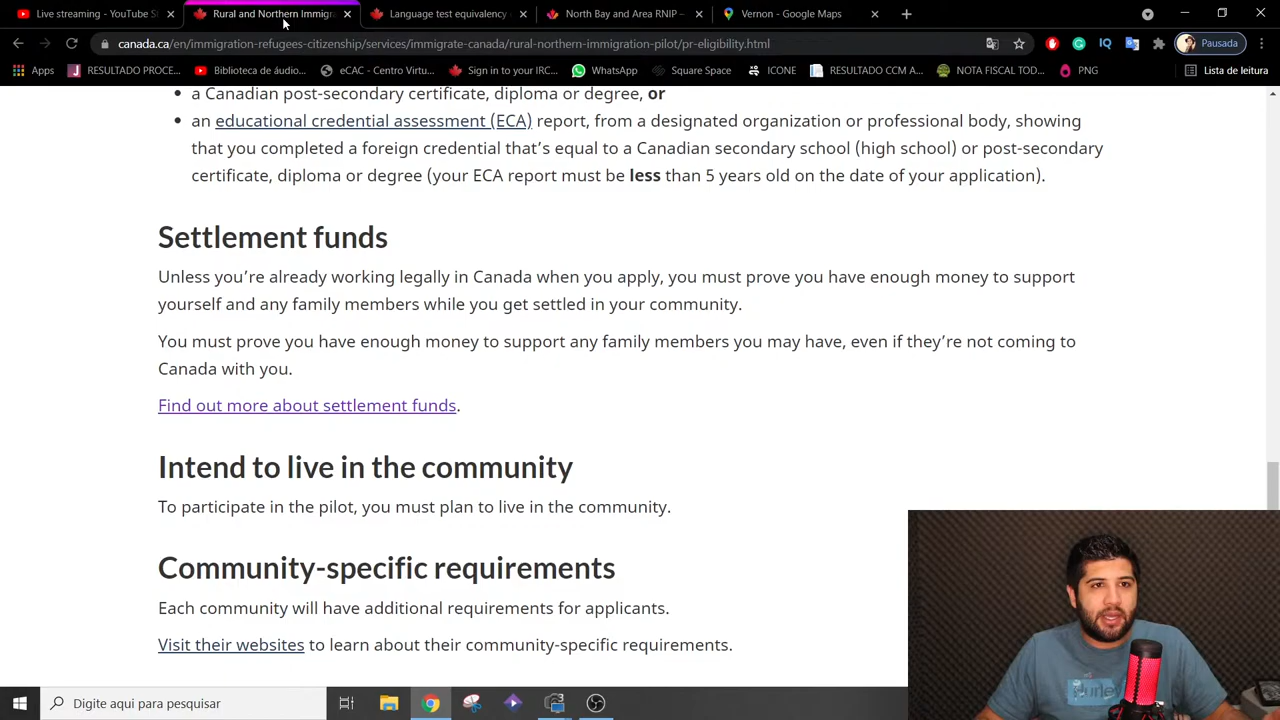 Live streaming - YouTube S
Rural and Northern Immigra
Language test equivalency c
North Bay and Area RNIP –
Vernon - Google Maps
canada.ca/en/immigration-refugees-citizenship/services/immigrate-canada/rural-northern-immigration-pilot/pr-eligibility.html
Pausada
Apps
RESULTADO PROCE...
Biblioteca de áudio...
eCAC - Centro Virtu...
Sign in to your IRC...
WhatsApp
Square Space
ICONE
RESULTADO CCM A...
NOTA FISCAL TOD...
PNG
Lista de leitura
• a Canadian post-secondary certificate, diploma or degree, or
• an educational credential assessment (ECA) report, from a designated organization or professional body, showing
that you completed a foreign credential that's equal to a Canadian secondary school (high school) or post-secondary
certificate, diploma or degree (your ECA report must be less than 5 years old on the date of your application).
Settlement funds
Unless you're already working legally in Canada when you apply, you must prove you have enough money to support
yourself and any family members while you get settled in your community.
You must prove you have enough money to support any family members you may have, even if they're not coming to
Canada with you.
Find out more about settlement funds.
Intend to live in the community
To participate in the pilot, you must plan to live in the community.
Community-specific requirements
Each community will have additional requirements for applicants.
Visit their websites to learn about their community-specific requirements.
Digite aqui para pesquisar